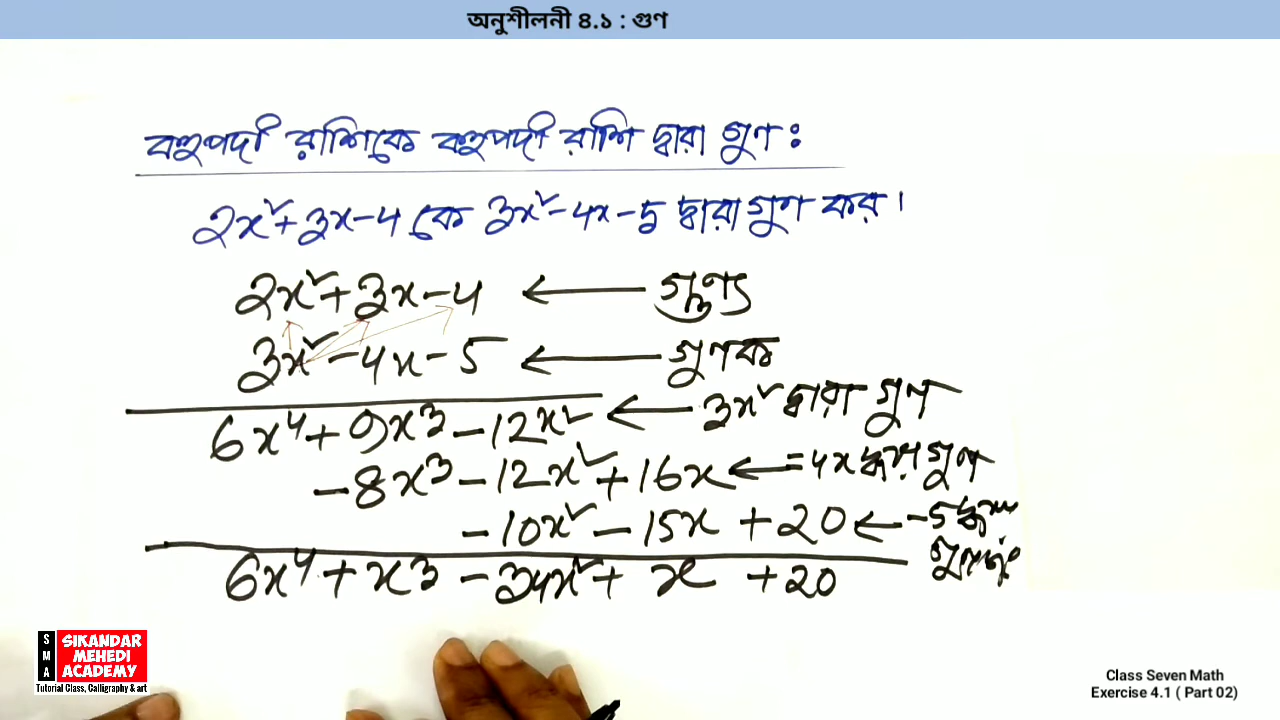 অনুশীলনী ৪.১ : গুণ
বহুপদী রাশিকে বহুপদী রাশি দ্বারা গুণ :
2x²+3x-4 কে 3x²-4x-5 দ্বারা গুণ কর।
2x²+3x-4 ← গুণ্য
3x²-4x-5 ← গুণক
6x⁴+9x³-12x² ← 3x² দ্বারা গুণ
-8x³-12x²+16x ← -4x দ্বারা গুণ
-10x²-15x+20 ← -5 দ্বারা
6x⁴+x³-34x²+x+20
S M A
SIKANDAR
MEHEDI
ACADEMY
Tutorial Class, Calligraphy & art
Class Seven Math
Exercise 4.1 ( Part 02)